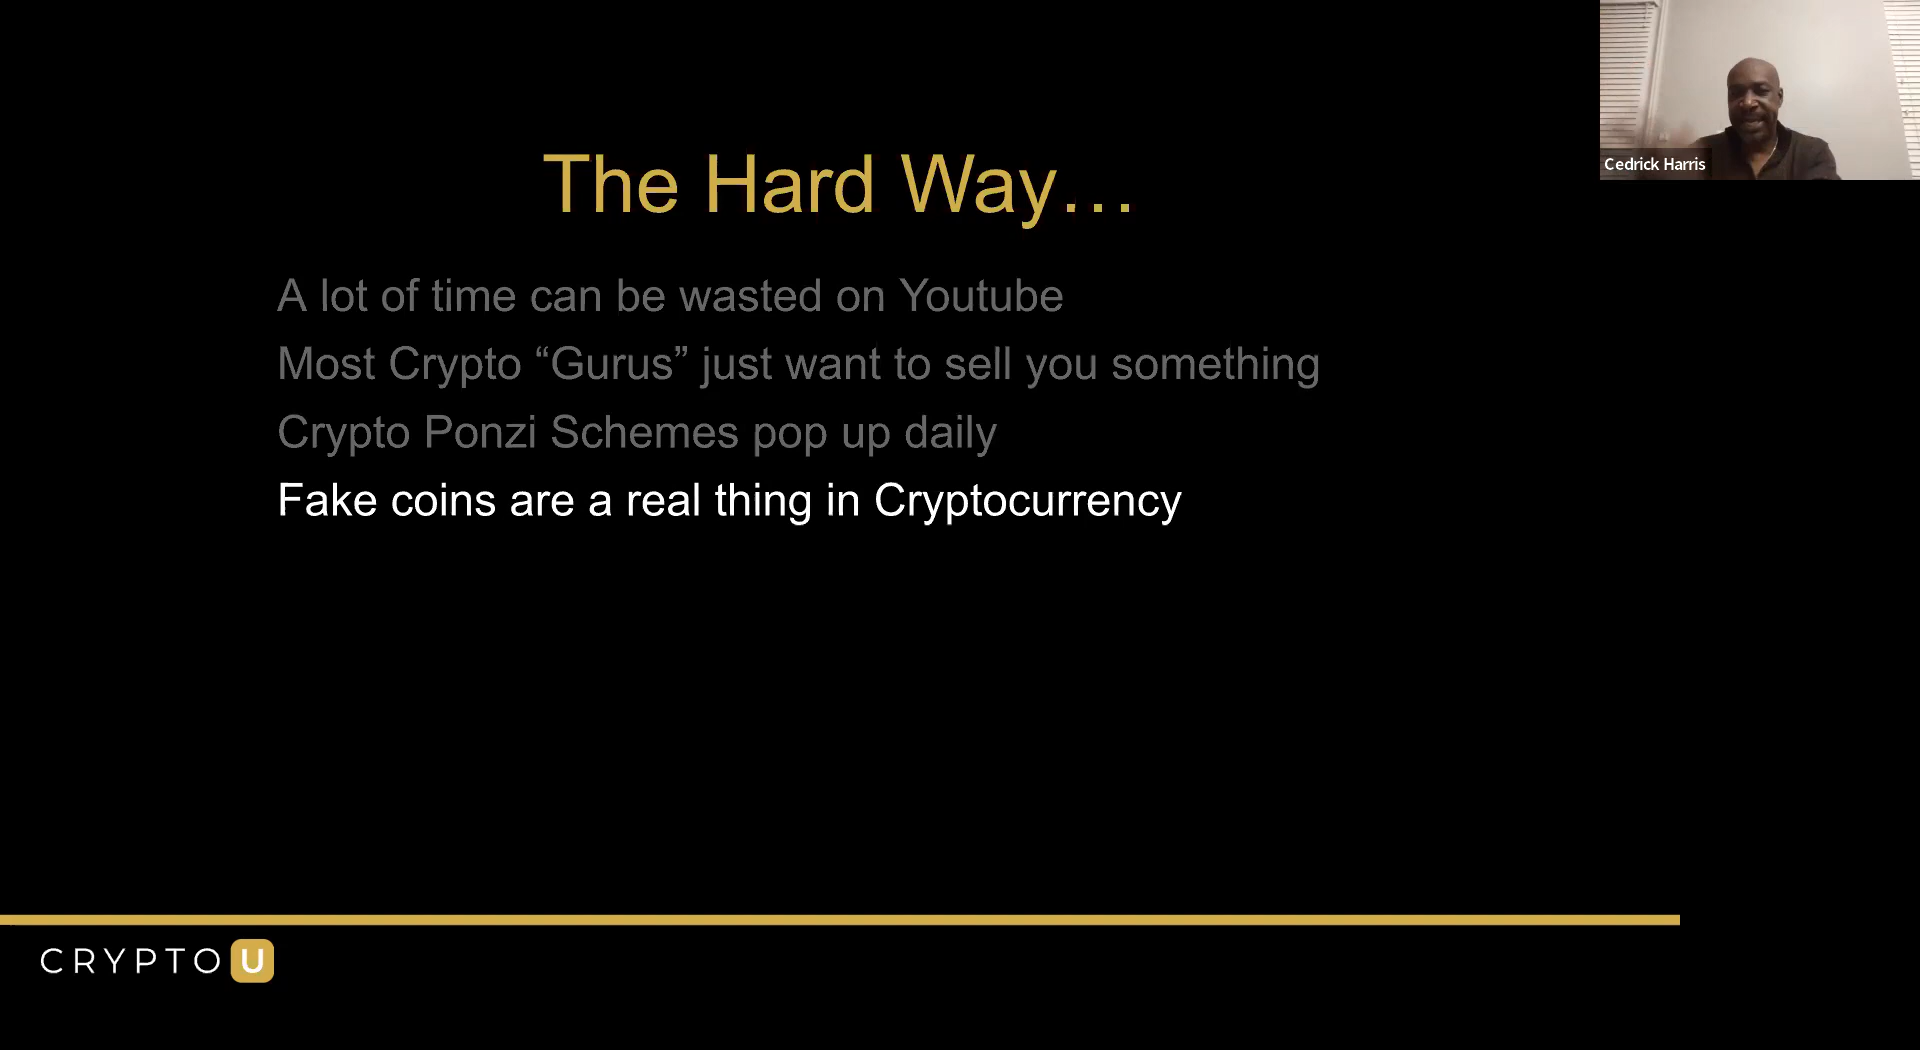 The Hard Way…
Cedrick Harris
A lot of time can be wasted on Youtube
Most Crypto “Gurus” just want to sell you something
Crypto Ponzi Schemes pop up daily
Fake coins are a real thing in Cryptocurrency
CRYPTO U